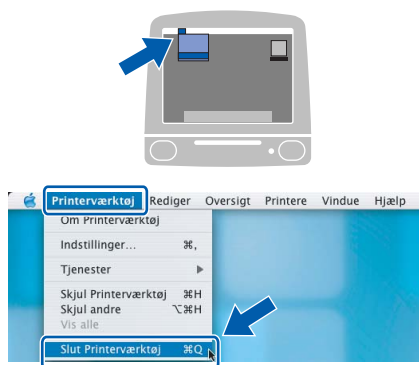 Printerværktøj Rediger Oversigt Printere Vindue Hjælp
Om Printerværktøj
Indstillinger... ⌘,
Tjenester ▶
Skjul Printerværktøj ⌘H
Skjul andre ⌥⌘H
Vis alle
Slut Printerværktøj ⌘Q